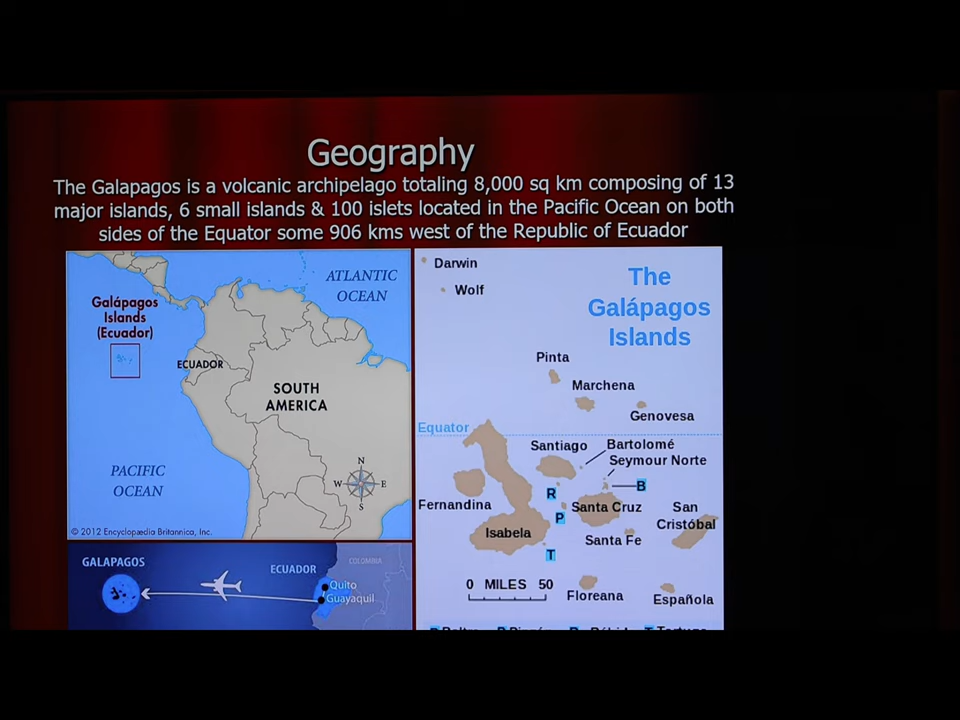 Geography
The Galapagos is a volcanic archipelago totaling 8,000 sq km composing of 13
major islands, 6 small islands & 100 islets located in the Pacific Ocean on both
sides of the Equator some 906 kms west of the Republic of Ecuador
ATLANTIC
OCEAN
Galápagos
Islands
(Ecuador)
ECUADOR
SOUTH
AMERICA
PACIFIC
OCEAN
N
W
E
S
© 2012 Encyclopædia Britannica, Inc.
Darwin
Wolf
The
Galápagos
Islands
Pinta
Marchena
Genovesa
Equator
Santiago
Bartolomé
Seymour Norte
B
R
Fernandina
Santa Cruz
P
San
Cristóbal
Isabela
Santa Fe
T
0 MILES 50
Floreana
Española
GALAPAGOS
ECUADOR
COLOMBIA
Quito
Guayaquil